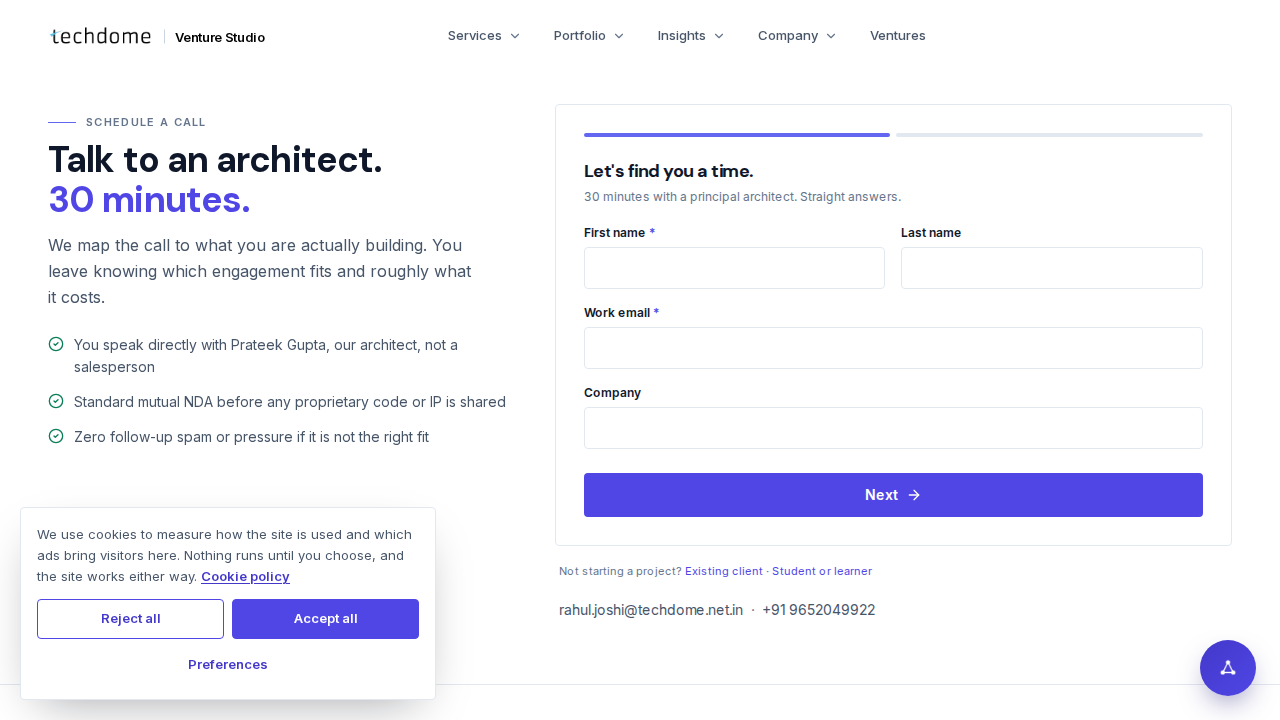 techdome Venture Studio
Services Portfolio Insights Company Ventures
SCHEDULE A CALL
Talk to an architect.
30 minutes.
We map the call to what you are actually building. You
leave knowing which engagement fits and roughly what
it costs.
You speak directly with Prateek Gupta, our architect, not a
salesperson
Standard mutual NDA before any proprietary code or IP is shared
Zero follow-up spam or pressure if it is not the right fit
Let's find you a time.
30 minutes with a principal architect. Straight answers.
First name *
Last name
Work email *
Company
Next →
Not starting a project? Existing client · Student or learner
rahul.joshi@techdome.net.in · +91 9652049922
We use cookies to measure how the site is used and which
ads bring visitors here. Nothing runs until you choose, and
the site works either way. Cookie policy
Reject all
Accept all
Preferences